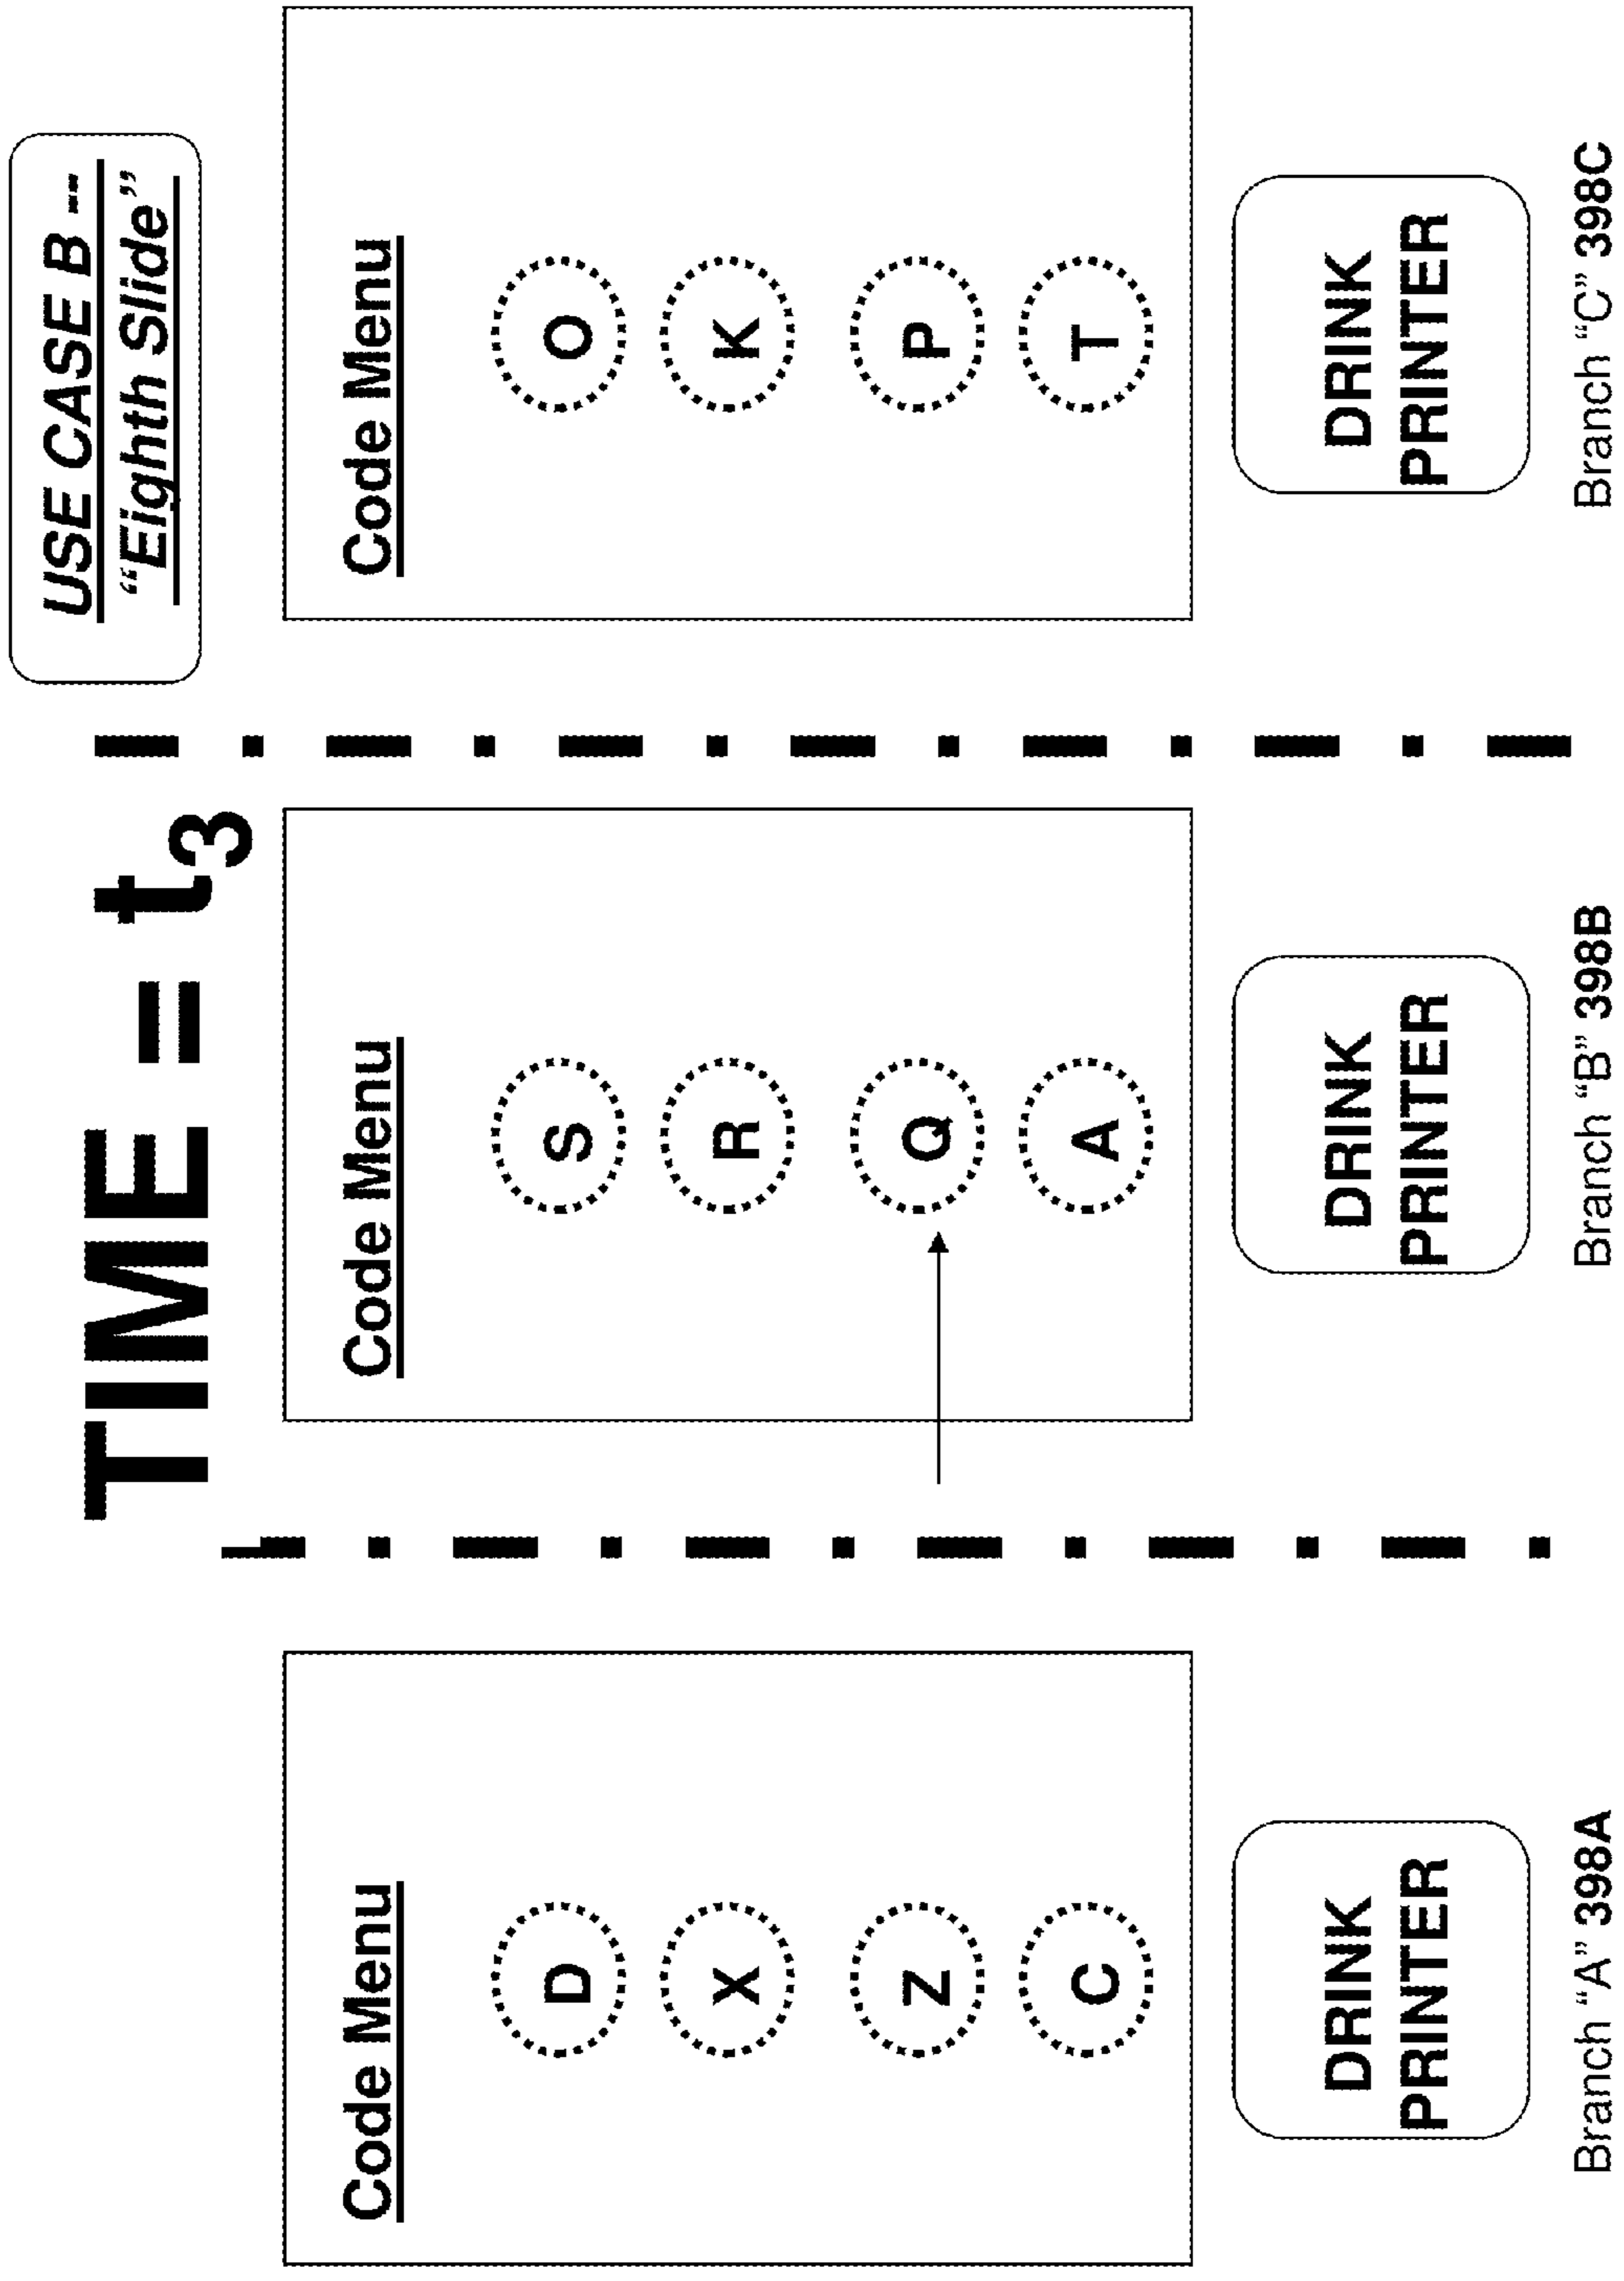 USE CASE B --
“Eighth Slide”
TIME = t3
Code Menu
D
X
Z
C
DRINK
PRINTER
Branch “A” 398A
Code Menu
S
R
Q
A
DRINK
PRINTER
Branch “B” 398B
Code Menu
O
K
P
T
DRINK
PRINTER
Branch “C” 398C